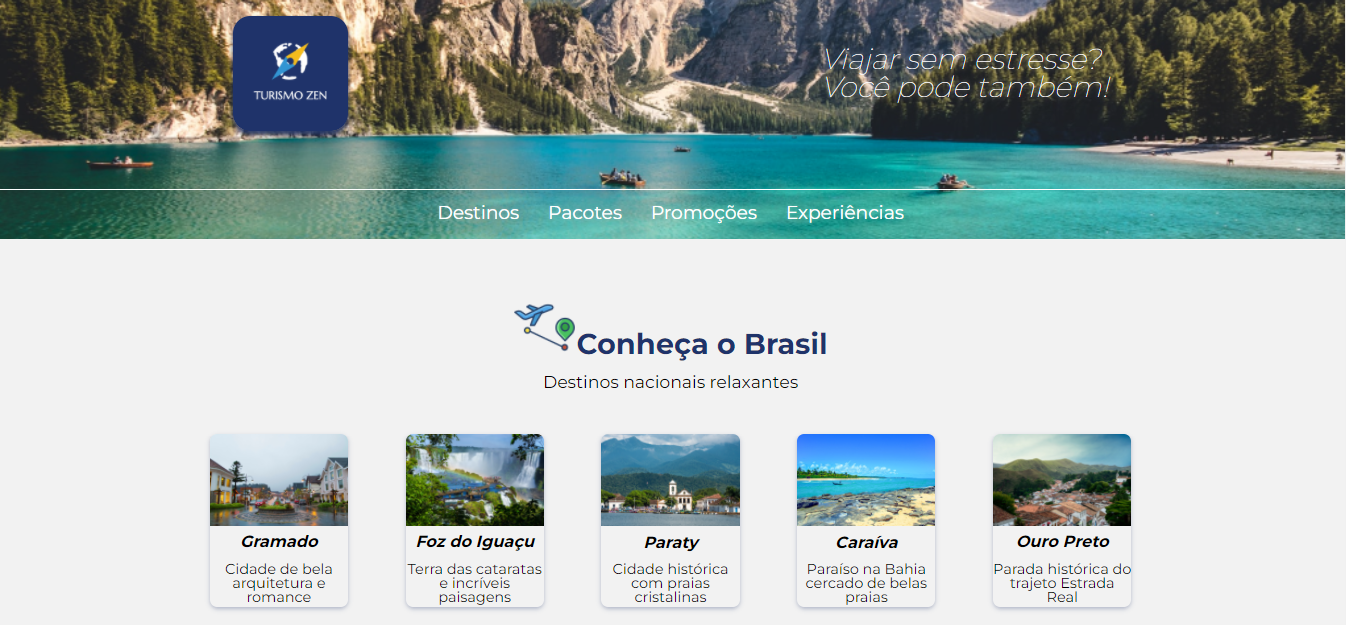 TURISMO ZEN
Viajar sem estresse?
Você pode também!
Destinos Pacotes Promoções Experiências
Conheça o Brasil
Destinos nacionais relaxantes
Gramado
Cidade de bela
arquitetura e
romance
Foz do Iguaçu
Terra das cataratas
e incríveis
paisagens
Paraty
Cidade histórica
com praias
cristalinas
Caraíva
Paraíso na Bahia
cercado de belas
praias
Ouro Preto
Parada histórica do
trajeto Estrada
Real